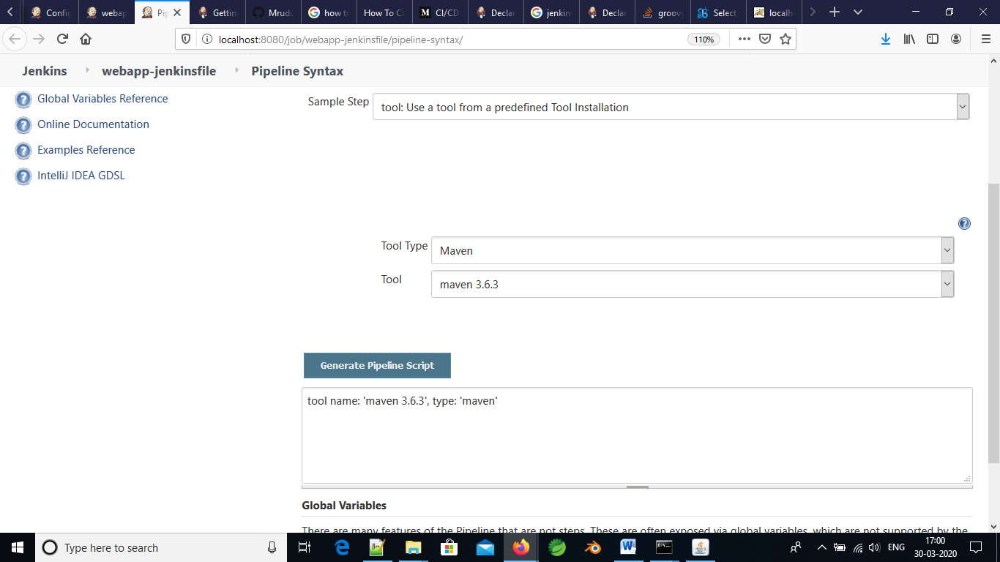 Config
webap
Pip
Gettin
Mrudu
how to
How To Cr
CI/CD
Declar
jenkin
Declar
groovy
Select
localh
localhost:8080/job/webapp-jenkinsfile/pipeline-syntax/
110%
Jenkins webapp-jenkinsfile Pipeline Syntax
Global Variables Reference
Online Documentation
Examples Reference
IntelliJ IDEA GDSL
Sample Step
tool: Use a tool from a predefined Tool Installation
Tool Type
Maven
Tool
maven 3.6.3
Generate Pipeline Script
tool name: 'maven 3.6.3', type: 'maven'
Global Variables
There are many features of the Pipeline that are not steps. These are often exposed via global variables, which are not supported by the
Type here to search
ENG
17:00
30-03-2020